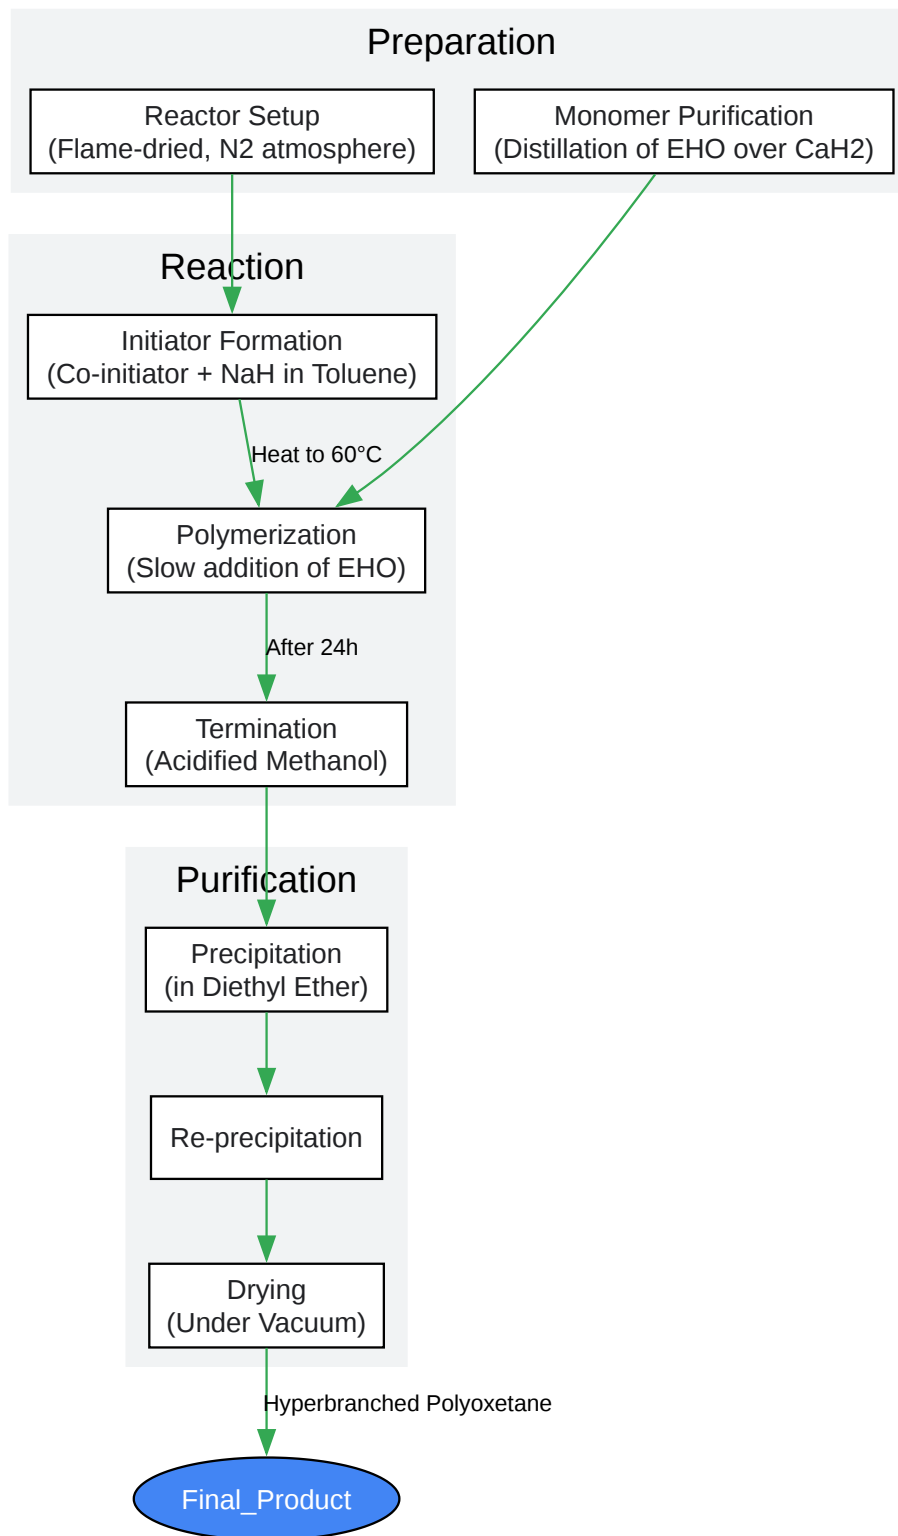 Preparation
Reactor Setup
(Flame-dried, N2 atmosphere)
Monomer Purification
(Distillation of EHO over CaH2)
Reaction
Initiator Formation
(Co-initiator + NaH in Toluene)
Heat to 60°C
Polymerization
(Slow addition of EHO)
After 24h
Termination
(Acidified Methanol)
Purification
Precipitation
(in Diethyl Ether)
Re-precipitation
Drying
(Under Vacuum)
Hyperbranched Polyoxetane
Final_Product